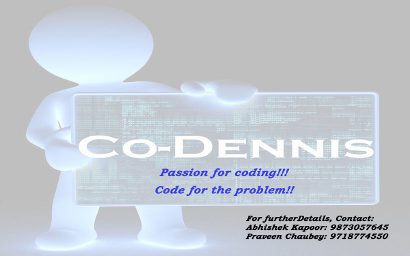 Co-Dennis
Passion for coding!!!
Code for the problem!!
For furtherDetails, Contact:
Abhishek Kapoor: 9873057645
Praveen Chaubey: 9718774550